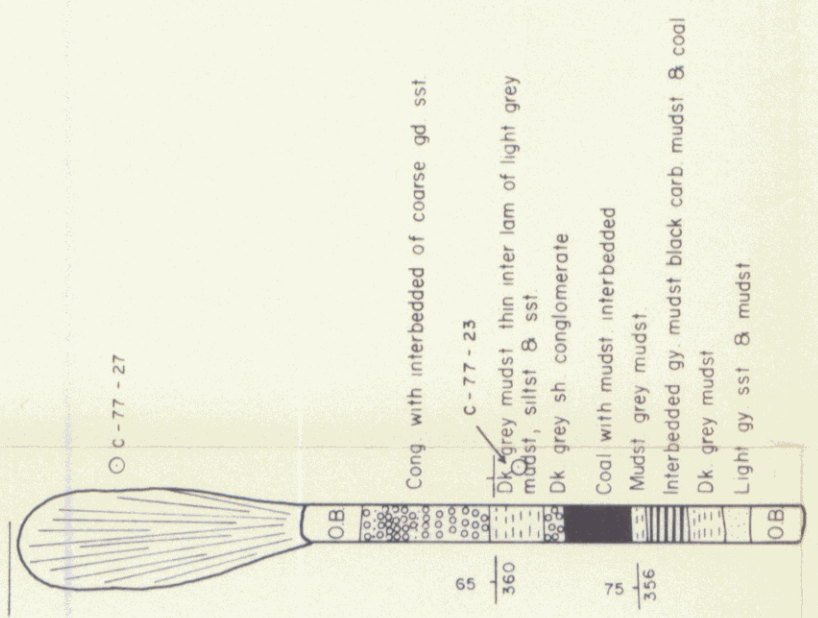 C-77-27
O.B.
Cong. with interbedded of coarse gd. sst.
C-77-23
65
360
Dk. grey mudst thin inter lam of light grey
mudst, siltst & sst.
Dk grey sh conglomerate
Coal with mudst. interbedded
75
356
Mudst grey mudst.
Interbedded gy. mudst black carb. mudst & coal
Dk. grey mudst
Light gy sst & mudst
O.B.